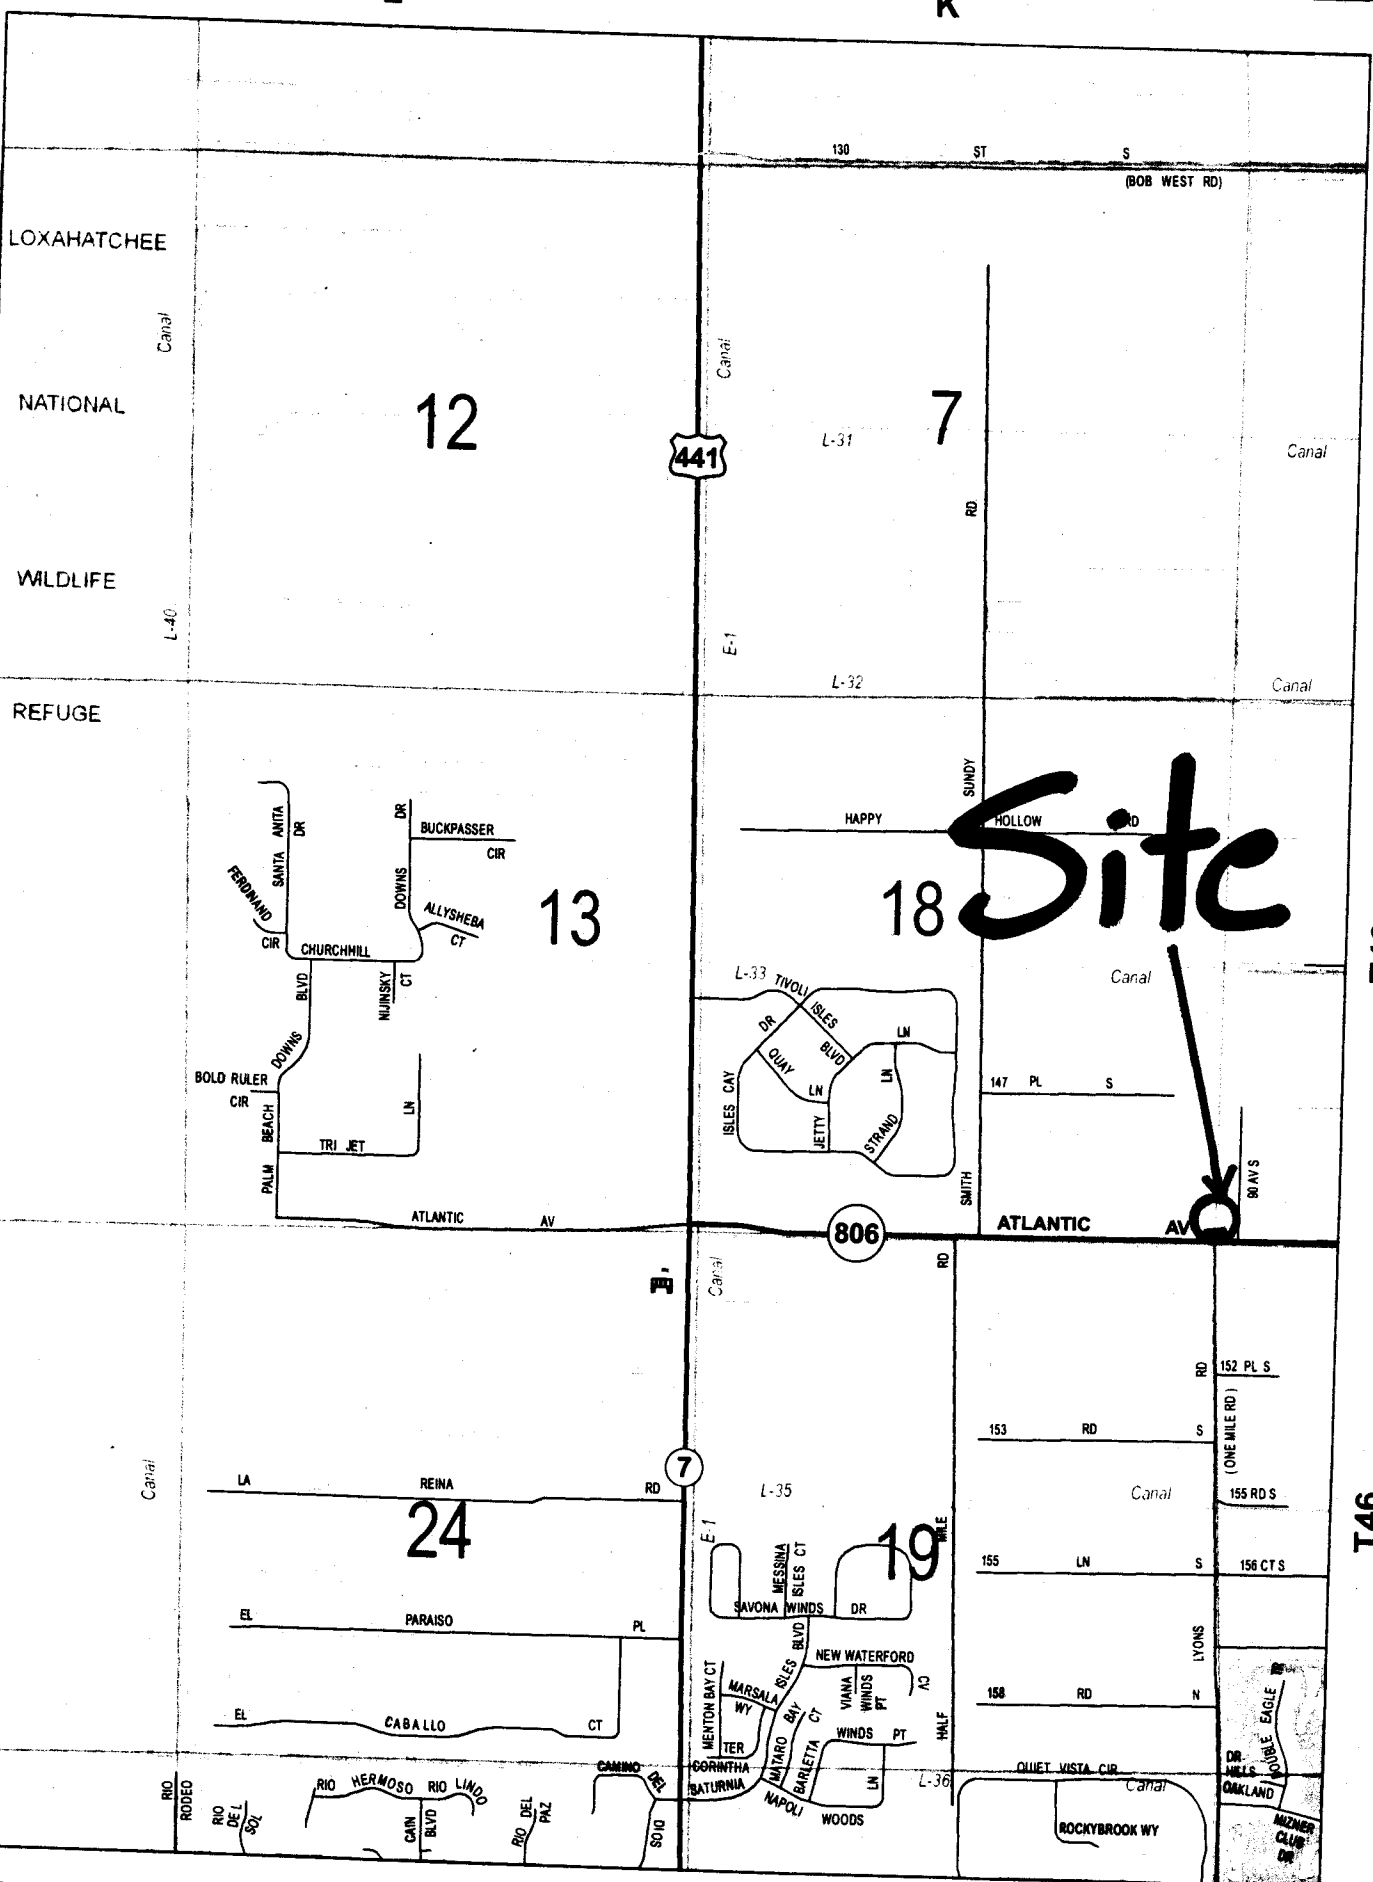 K
130 ST S
(BOB WEST RD)
LOXAHATCHEE
Canal
Canal
NATIONAL
12
7
441
L-31
Canal
RD
WILDLIFE
L-40
E-1
L-32
Canal
REFUGE
SUNDY
Site
SANTA ANITA
DR
DR
BUCKPASSER
CIR
HAPPY HOLLOW RD
FERDINAND
CIR
DOWNS
ALLYSHEBA
CT
13
18
CHURCHHILL
BLVD
NIJINSKY
CT
L-33
TIVOLI
ISLES
BLVD
Canal
DR
QUAY
LN
LN
LN
DOWNS
BOLD RULER
CIR
BEACH
PALM
TRI JET
LN
ISLES CAY
JETTY
STRAND
147 PL S
SMITH
90 AV S
ATLANTIC AV
806
ATLANTIC AV
Canal
RD
RD
152 PL S
(ONE MILE RD)
153 RD S
Canal
LA REINA RD
7
L-35
Canal
155 RD S
24
E-1
19
MILE
T46
MESSINA
ISLES CT
155 LN S
156 CT S
SAVONA WINDS DR
EL PARAISO PL
BLVD
ISLES
NEW WATERFORD
CV
LYONS
MENTON BAY CT
MARSALA
WY
VIANA
WINDS
PT
158 RD N
DOUBLE EAGLE
EL CABALLO CT
TER
MATARO
BAY
CT
BARLETTA
WINDS PT
LN
HALF
CAMINO DEL
DIOS
CORINTHA
SATURNIA
NAPOLI
WOODS
L-36
QUIET VISTA CIR
Canal
DR
HILLS
OAKLAND
RIO
RODEO
RIO
DEL
SOL
RIO HERMOSO
RIO LINDO
CAIN
BLVD
RIO DEL
PAZ
ROCKYBROOK WY
MIZNER
CLUB
DR